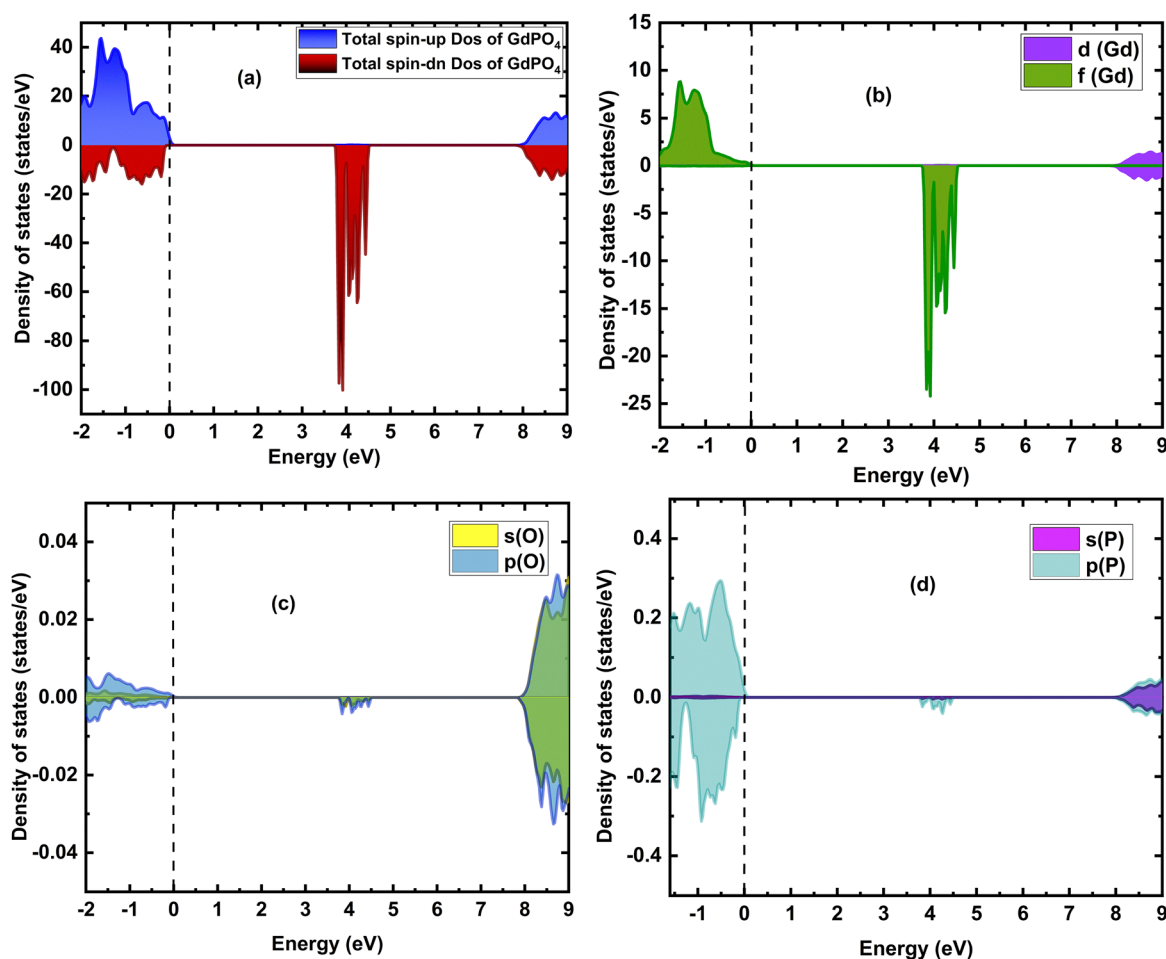 Total spin-up Dos of GdPO₄
Total spin-dn Dos of GdPO₄
(a)
40
20
0
-20
-40
-60
-80
-100
-2 -1 0 1 2 3 4 5 6 7 8 9
Density of states (states/eV)
Energy (eV)
d (Gd)
f (Gd)
(b)
15
10
5
0
-5
-10
-15
-20
-25
-2 -1 0 1 2 3 4 5 6 7 8 9
Density of states (states/eV)
Energy (eV)
s(O)
p(O)
(c)
0.04
0.02
0.00
-0.02
-0.04
-2 -1 0 1 2 3 4 5 6 7 8 9
Density of states (states/eV)
Energy (eV)
s(P)
p(P)
(d)
0.4
0.2
0.0
-0.2
-0.4
-1 0 1 2 3 4 5 6 7 8 9
Density of states (states/eV)
Energy (eV)